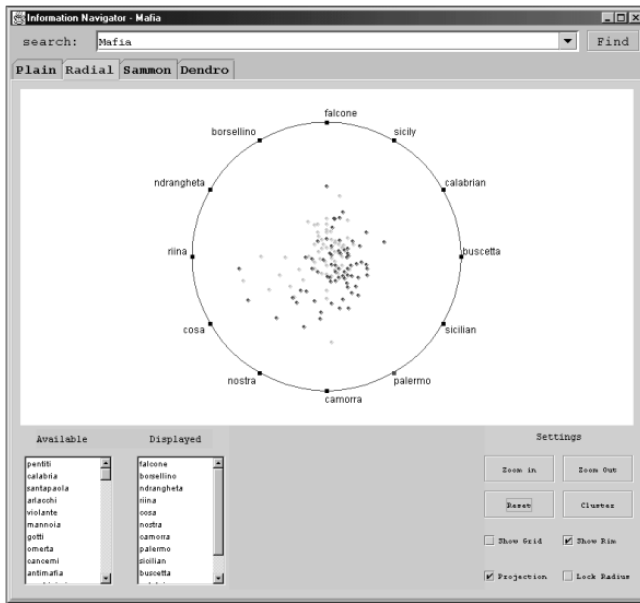 Information Navigator - Mafia
search: Mafia Find
Plain Radial Sammon Dendro
falcone
borsellino sicily
ndrangheta calabrian
riina buscetta
cosa sicilian
nostra palermo
camorra
Available Displayed Settings
pentiti
calabria
santapaola
arlacchi
violante
mannoia
gotti
omerta
cancemi
antimafia
falcone
borsellino
ndrangheta
riina
cosa
nostra
camorra
palermo
sicilian
buscetta
Zoom in Zoom Out
Reset Cluster
Show Grid Show Rim
Projection Lock Radius